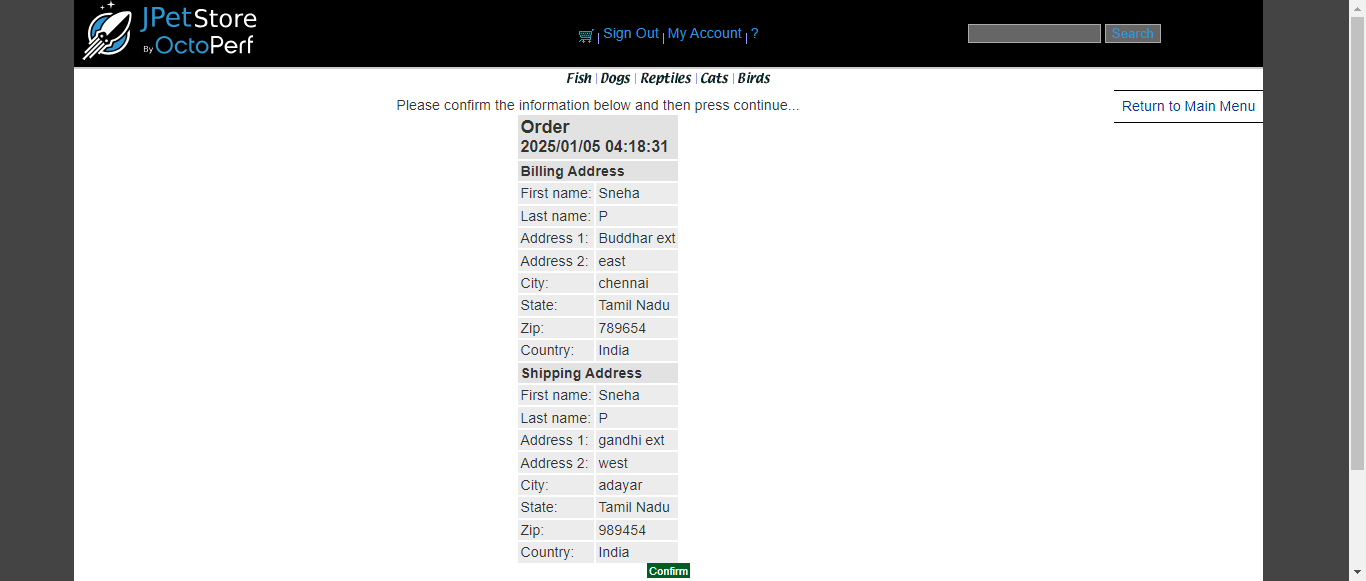 JPetStore
By OctoPerf
Sign Out | My Account | ?
Search
Fish | Dogs | Reptiles | Cats | Birds
Please confirm the information below and then press continue...
Return to Main Menu
Order
2025/01/05 04:18:31
Billing Address
First name: Sneha
Last name: P
Address 1: Buddhar ext
Address 2: east
City: chennai
State: Tamil Nadu
Zip: 789654
Country: India
Shipping Address
First name: Sneha
Last name: P
Address 1: gandhi ext
Address 2: west
City: adayar
State: Tamil Nadu
Zip: 989454
Country: India
Confirm